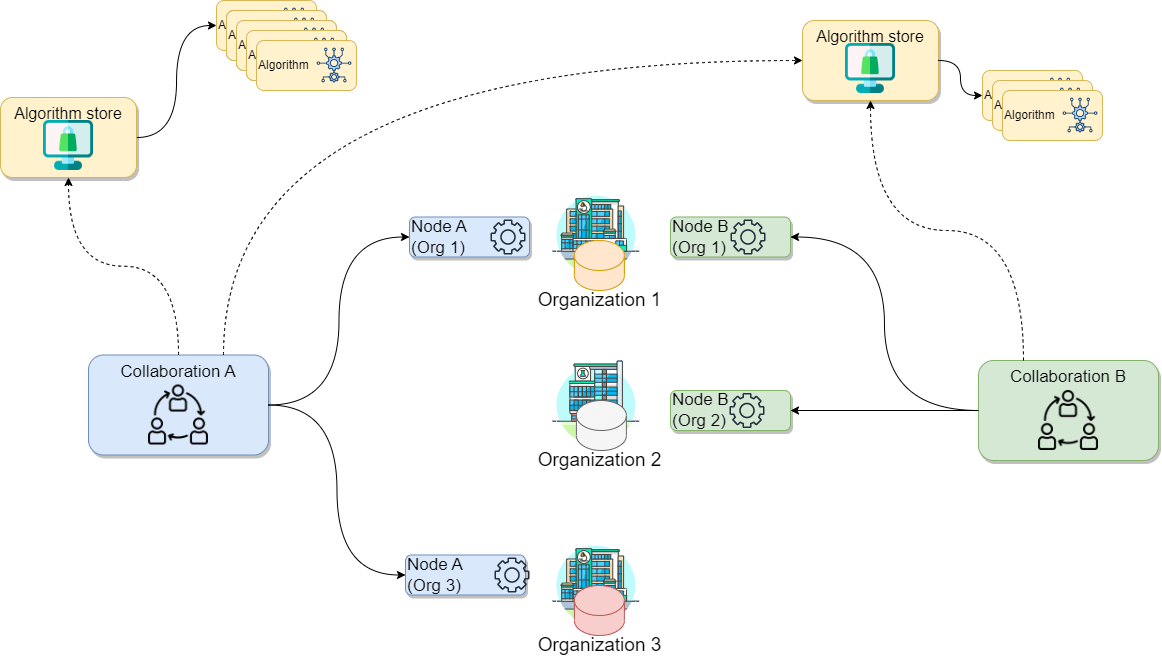 A
A
A
A
Algorithm
Algorithm store
Algorithm store
A
A
Algorithm
Node A
(Org 1)
Node B
(Org 1)
Organization 1
Collaboration A
Collaboration B
Node B
(Org 2)
Organization 2
Node A
(Org 3)
Organization 3